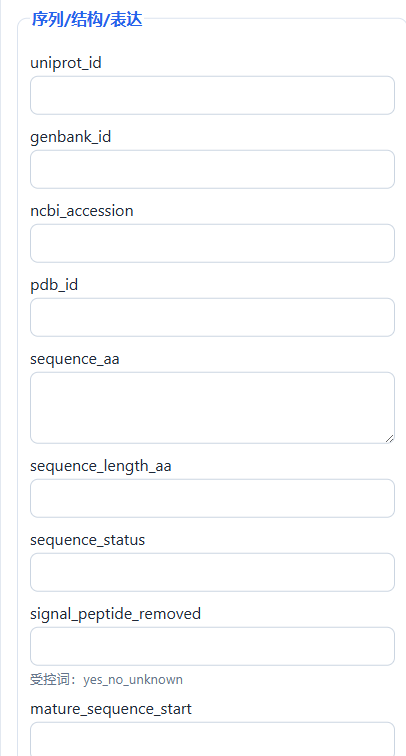 序列/结构/表达
uniprot_id
genbank_id
ncbi_accession
pdb_id
sequence_aa
sequence_length_aa
sequence_status
signal_peptide_removed
受控词：yes_no_unknown
mature_sequence_start